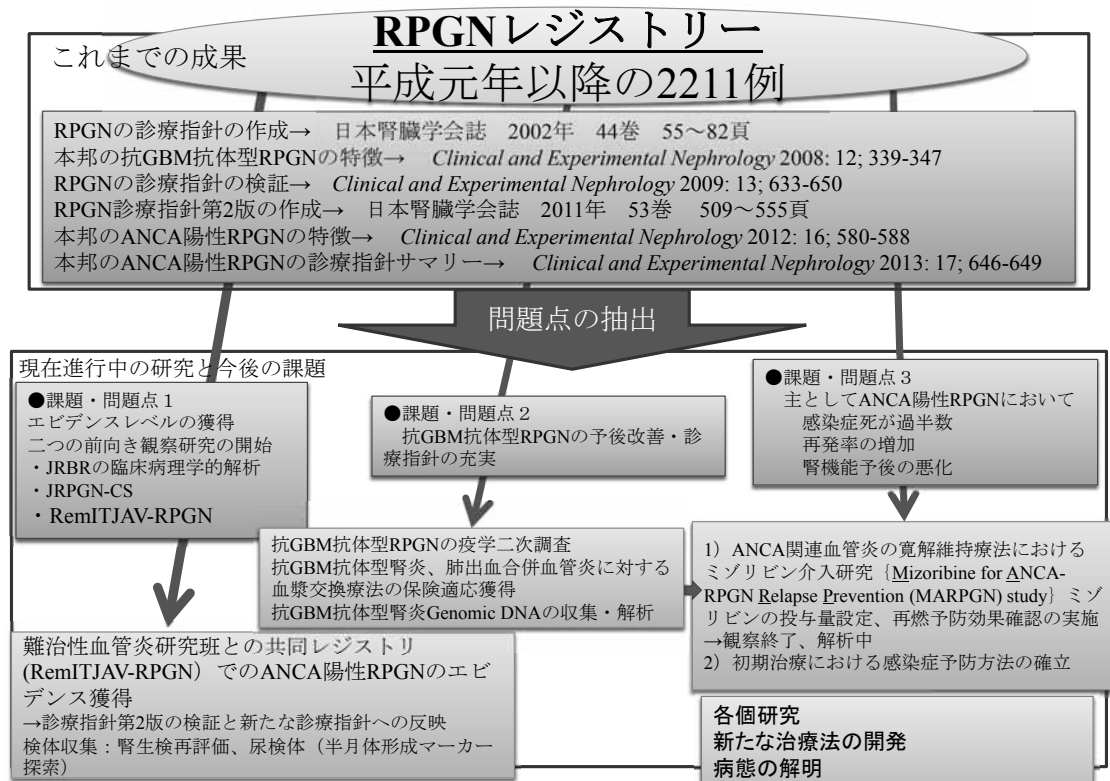 RPGNレジストリー
平成元年以降の2211例
これまでの成果
RPGNの診療指針の作成→ 日本腎臓学会誌 2002年 44巻 55～82頁
本邦の抗GBM抗体型RPGNの特徴→ Clinical and Experimental Nephrology 2008: 12; 339-347
RPGNの診療指針の検証→ Clinical and Experimental Nephrology 2009: 13; 633-650
RPGN診療指針第2版の作成→ 日本腎臓学会誌 2011年 53巻 509～555頁
本邦のANCA陽性RPGNの特徴→ Clinical and Experimental Nephrology 2012: 16; 580-588
本邦のANCA陽性RPGNの診療指針サマリー→ Clinical and Experimental Nephrology 2013: 17; 646-649
問題点の抽出
現在進行中の研究と今後の課題
●課題・問題点１
エビデンスレベルの獲得
二つの前向き観察研究の開始
・JRBRの臨床病理学的解析
・JRPGN-CS
・RemITJAV-RPGN
●課題・問題点２
抗GBM抗体型RPGNの予後改善・診
療指針の充実
●課題・問題点３
主としてANCA陽性RPGNにおいて
感染症死が過半数
再発率の増加
腎機能予後の悪化
抗GBM抗体型RPGNの疫学二次調査
抗GBM抗体型腎炎、肺出血合併血管炎に対する
血漿交換療法の保険適応獲得
抗GBM抗体型腎炎Genomic DNAの収集・解析
1）ANCA関連血管炎の寛解維持療法における
ミゾリビン介入研究｛Mizoribine for ANCA-
RPGN Relapse Prevention (MARPGN) study｝ミゾ
リビンの投与量設定、再燃予防効果確認の実施
→観察終了、解析中
2）初期治療における感染症予防方法の確立
難治性血管炎研究班との共同レジストリ
(RemITJAV-RPGN）でのANCA陽性RPGNのエビ
デンス獲得
→診療指針第2版の検証と新たな診療指針への反映
検体収集：腎生検再評価、尿検体（半月体形成マーカー
探索）
各個研究
新たな治療法の開発
病態の解明